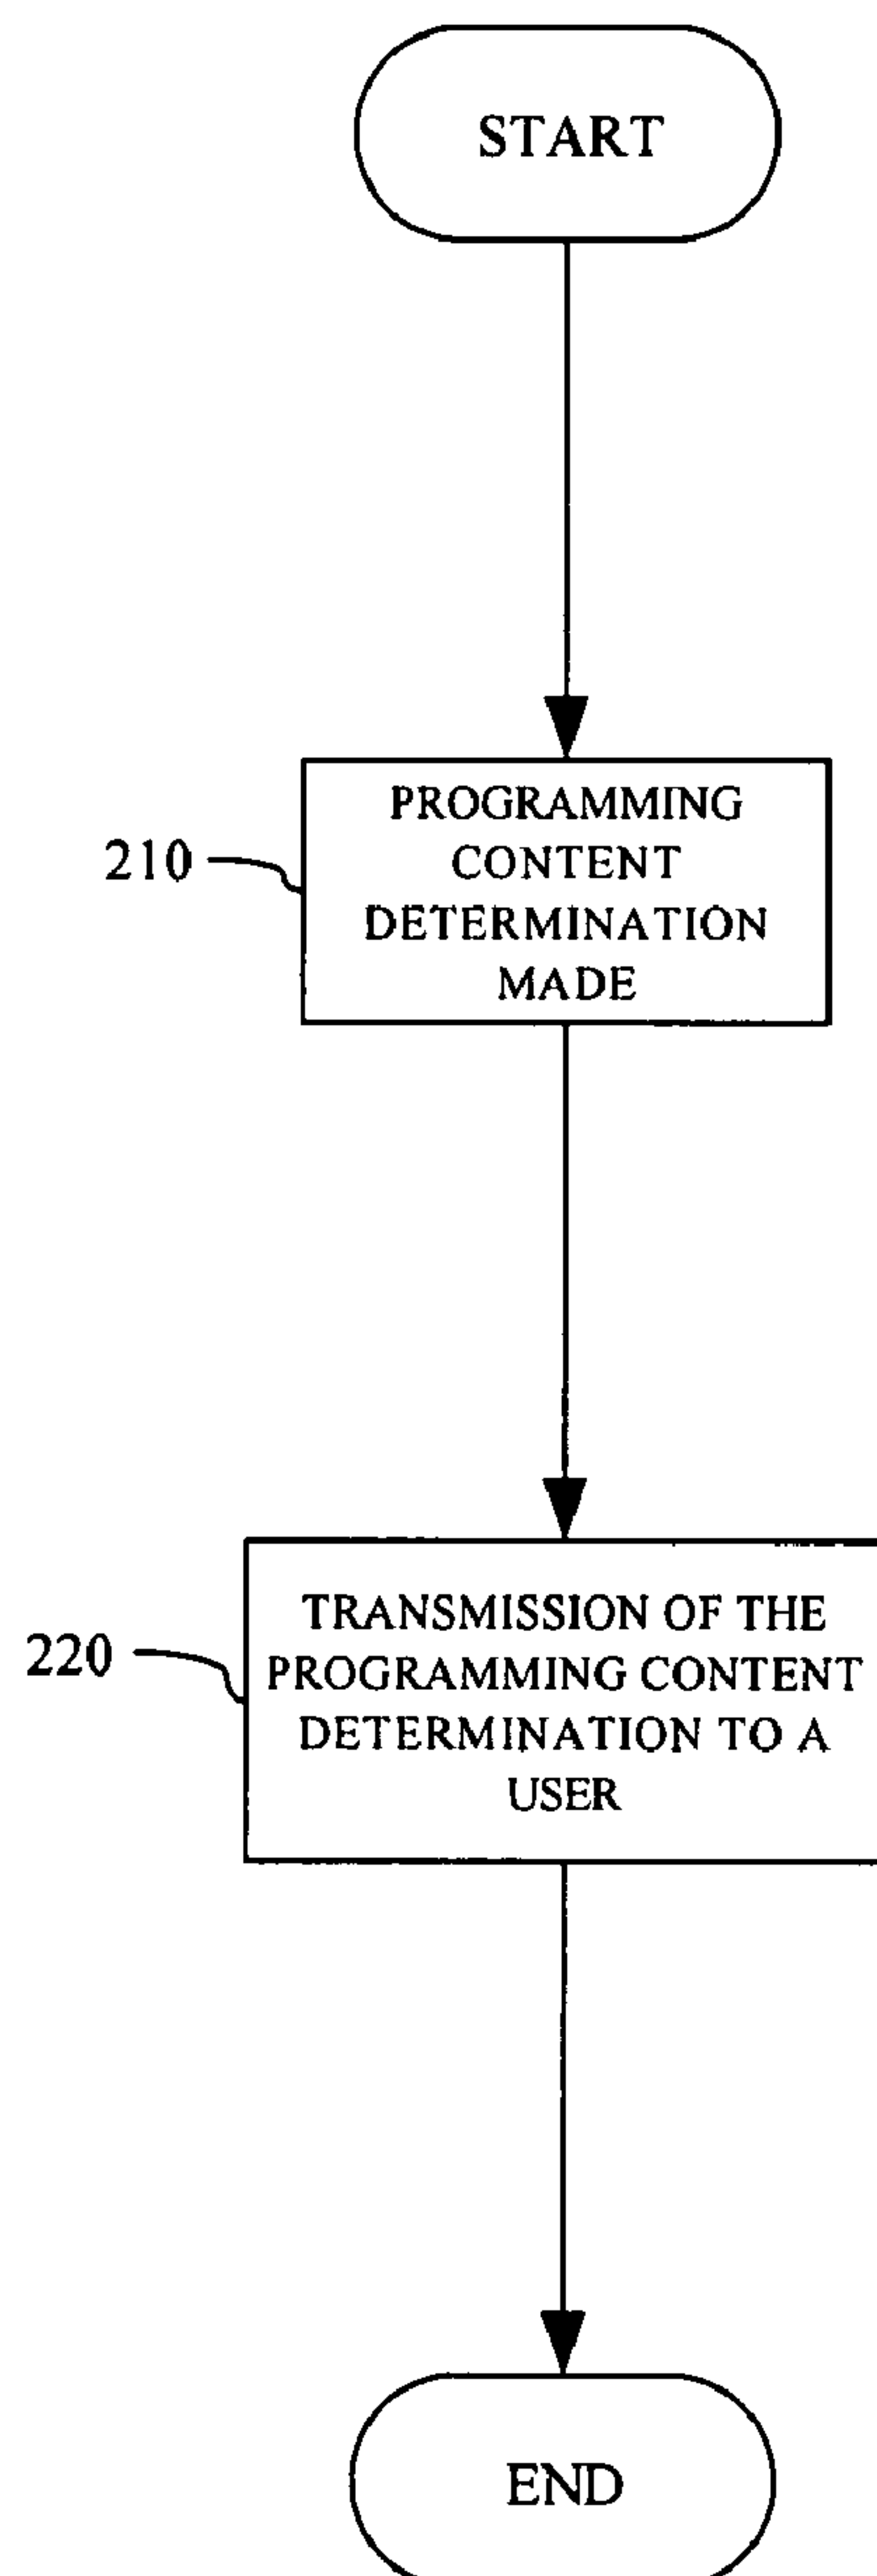 START
PROGRAMMING
CONTENT
DETERMINATION
MADE
210
TRANSMISSION OF THE
PROGRAMMING CONTENT
DETERMINATION TO A
USER
220
END